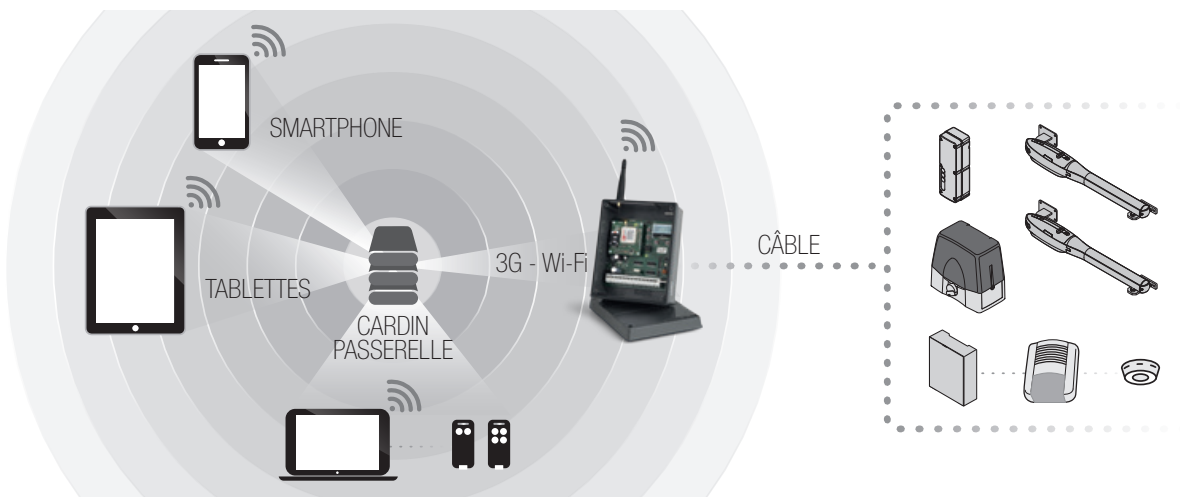 SMARTPHONE
TABLETTES
CARDIN
PASSERELLE
3G - Wi-Fi
CÂBLE